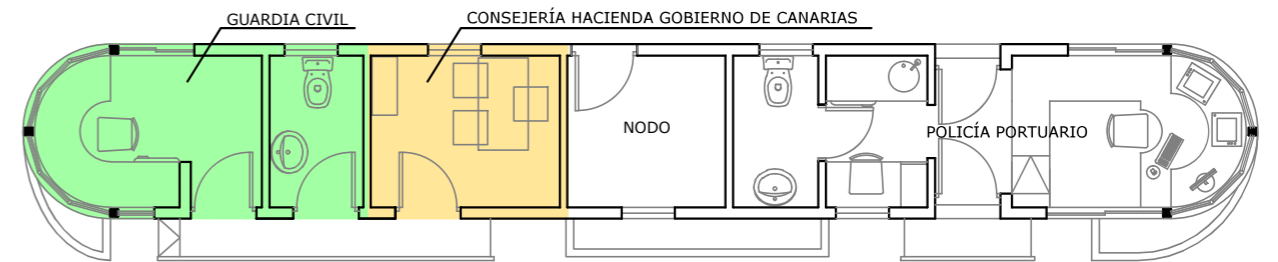 GUARDIA CIVIL
CONSEJERÍA HACIENDA GOBIERNO DE CANARIAS
NODO
POLICÍA PORTUARIO